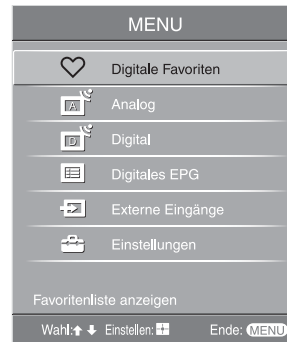 MENU
Digitale Favoriten
A Analog
D Digital
Digitales EPG
Externe Eingänge
Einstellungen
Favoritenliste anzeigen
Wahl: Einstellen: Ende: MENU